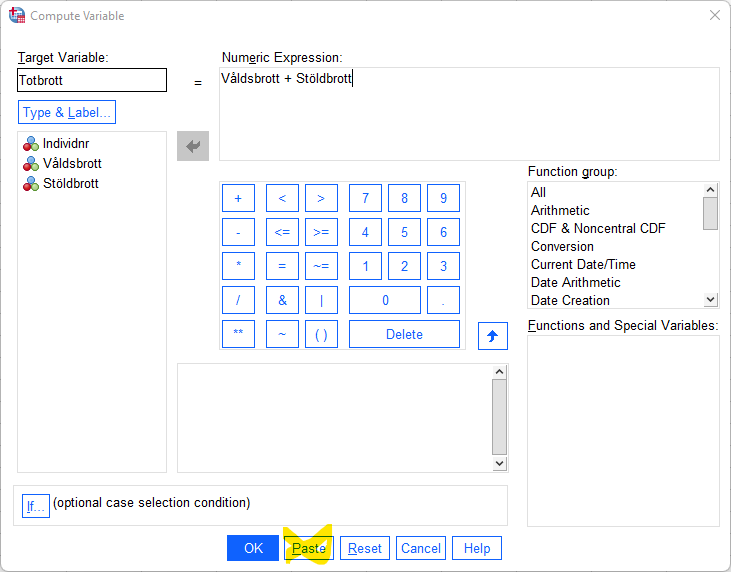 Compute Variable
Target Variable:
Totbrott
=
Numeric Expression:
Våldsbrott + Stöldbrott
Type & Label...
Individnr
Våldsbrott
Stöldbrott
+ < > 7 8 9
- <= >= 4 5 6
* = ~= 1 2 3
/ & | 0 .
** ~ ( ) Delete
Function group:
All
Arithmetic
CDF & Noncentral CDF
Conversion
Current Date/Time
Date Arithmetic
Date Creation
Functions and Special Variables:
If... (optional case selection condition)
OK Paste Reset Cancel Help